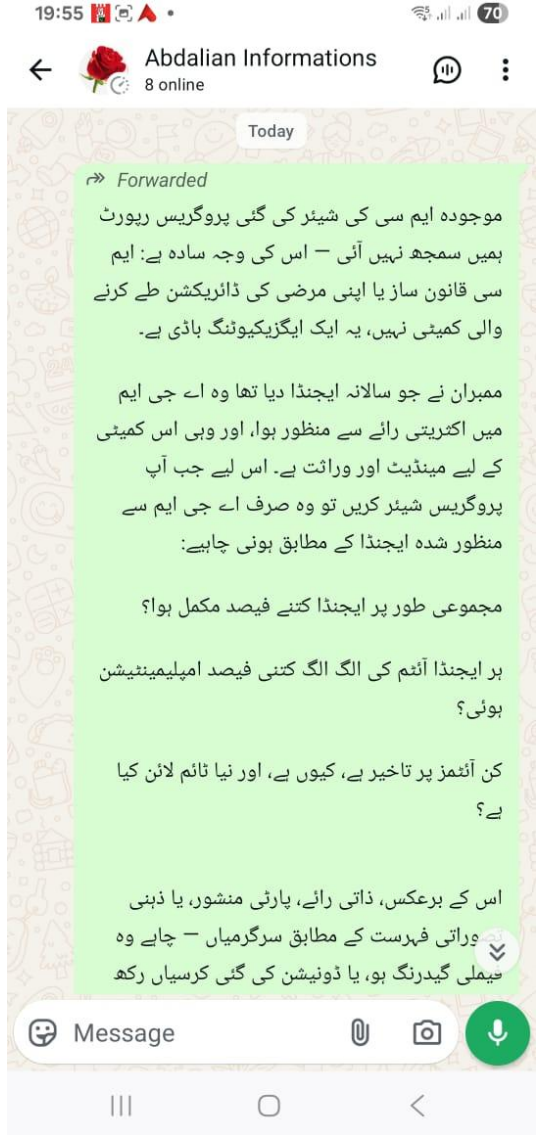 19:55
70
Abdalian Informations
8 online
Today
Forwarded
موجودہ ایم سی کی شیئر کی گئی پروگریس رپورٹ
ہمیں سمجھ نہیں آئی — اس کی وجہ سادہ ہے: ایم
سی قانون ساز یا اپنی مرضی کی ڈائریکشن طے کرنے
والی کمیٹی نہیں، یہ ایک ایگزیکیوٹنگ باڈی ہے۔
ممبران نے جو سالانہ ایجنڈا دیا تھا وہ اے جی ایم
میں اکثریتی رائے سے منظور ہوا، اور وہی اس کمیٹی
کے لیے مینڈیٹ اور وراثت ہے۔ اس لیے جب آپ
پروگریس شیئر کریں تو وہ صرف اے جی ایم سے
منظور شدہ ایجنڈا کے مطابق ہونی چاہیے:
مجموعی طور پر ایجنڈا کتنے فیصد مکمل ہوا؟
ہر ایجنڈا آئٹم کی الگ الگ کتنی فیصد امپلیمینٹیشن
ہوئی؟
کن آئٹمز پر تاخیر ہے، کیوں ہے، اور نیا ٹائم لائن کیا
ہے؟
اس کے برعکس، ذاتی رائے، پارٹی منشور، یا ذہنی
تصوراتی فہرست کے مطابق سرگرمیاں — چاہے وہ
فیملی گیدرنگ ہو، یا ڈونیشن کی گئی کرسیاں رکھ
Message